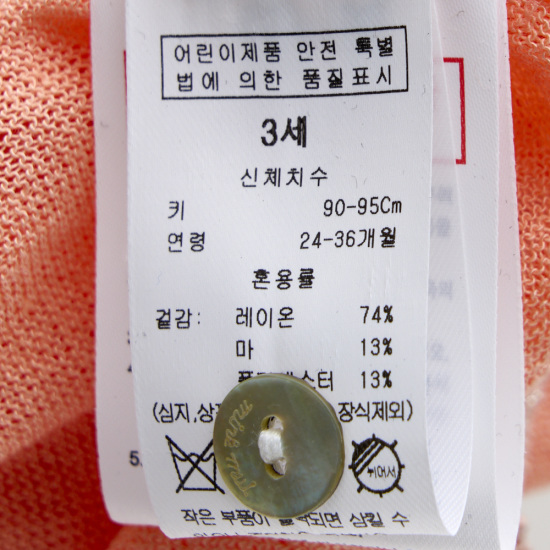 어린이제품 안전 특별
법에 의한 품질표시
3세
신체치수
키 90-95Cm
연령 24-36개월
혼용률
겉감: 레이온 74%
마 13%
13%
(심지, 장식제외)
작은 부품이 삼킬 수